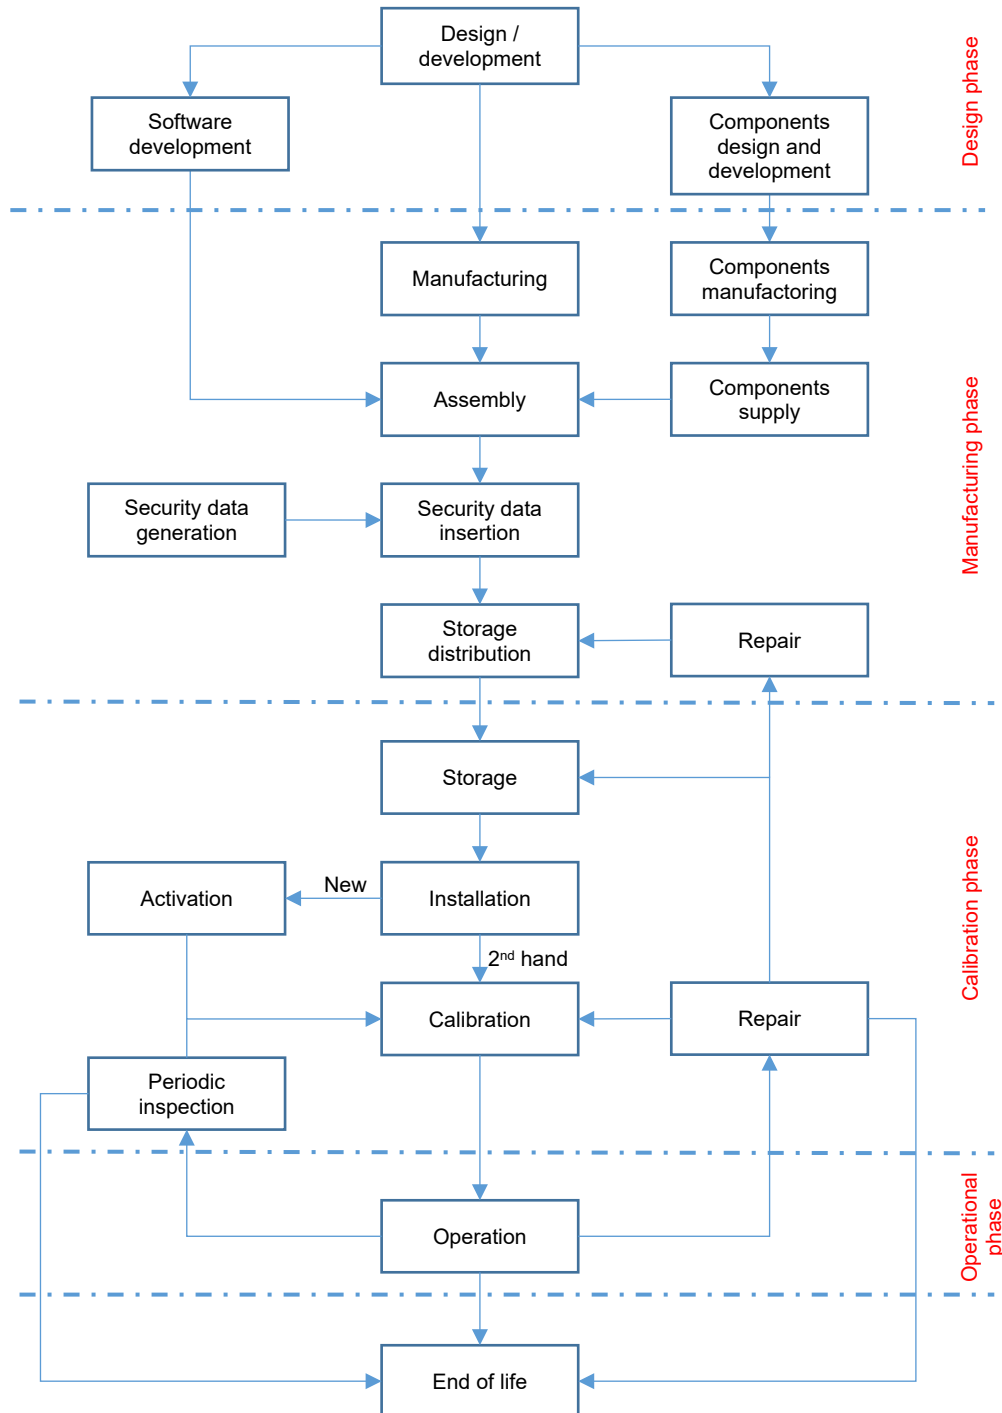 Design /
development
Software
development
Components
design and
development
Design phase
Manufacturing
Components
manufactoring
Assembly
Components
supply
Security data
generation
Security data
insertion
Manufacturing phase
Storage
distribution
Repair
Storage
Activation
New
Installation
2nd hand
Calibration
Repair
Calibration phase
Periodic
inspection
Operation
Operational
phase
End of life